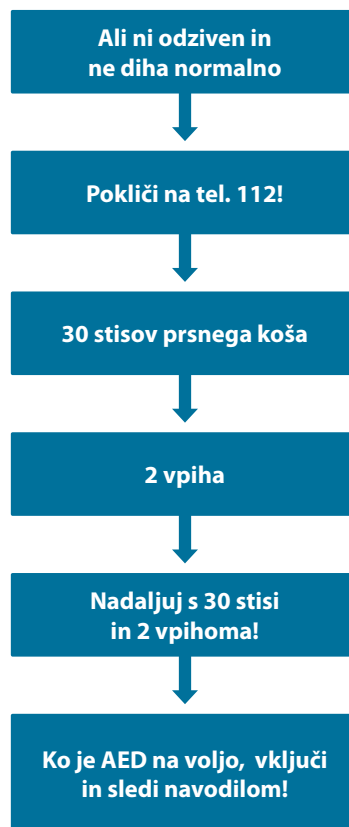 Ali ni odziven in
ne diha normalno
Pokliči na tel. 112!
30 stisov prsnega koša
2 vpiha
Nadaljuj s 30 stisi
in 2 vpihoma!
Ko je AED na voljo, vključi
in sledi navodilom!